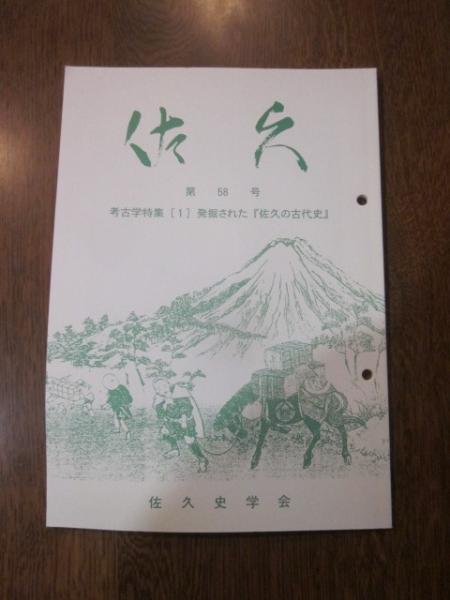 佐久
第 58 号
考古学特集［1］発掘された『佐久の古代史』
佐久史学会